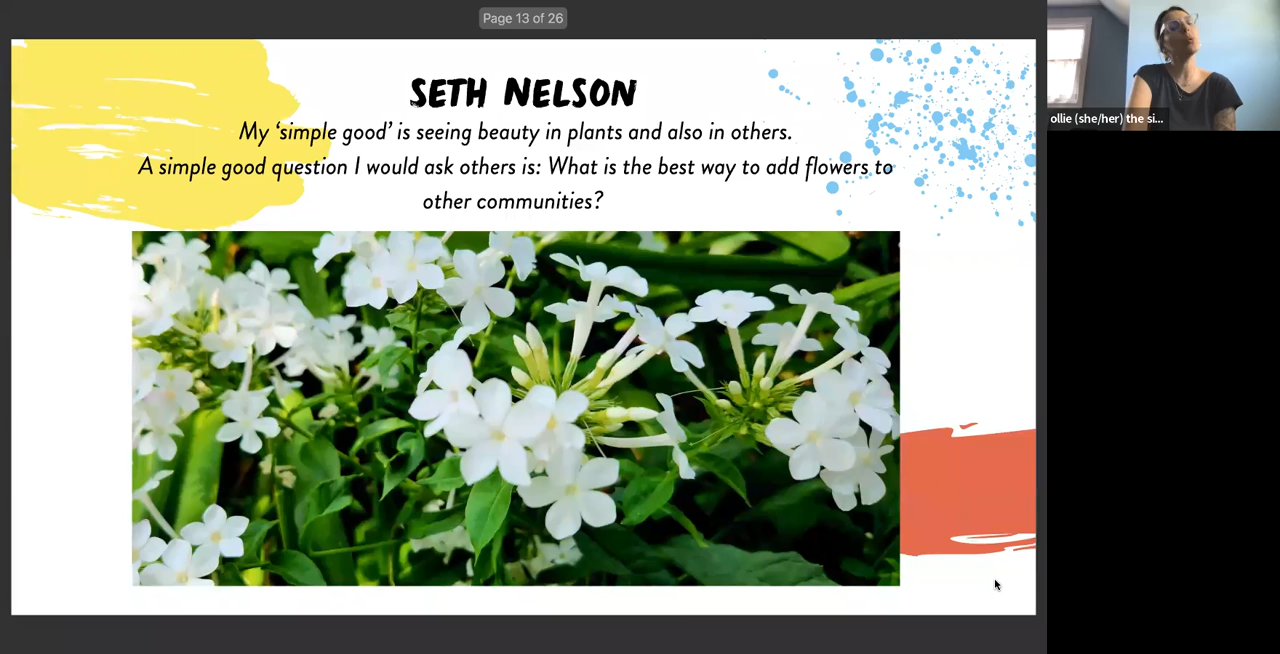 Page 13 of 26
SETH NELSON
My ‘simple good’ is seeing beauty in plants and also in others.
A simple good question I would ask others is: What is the best way to add flowers to
other communities?
ollie (she/her) the si...